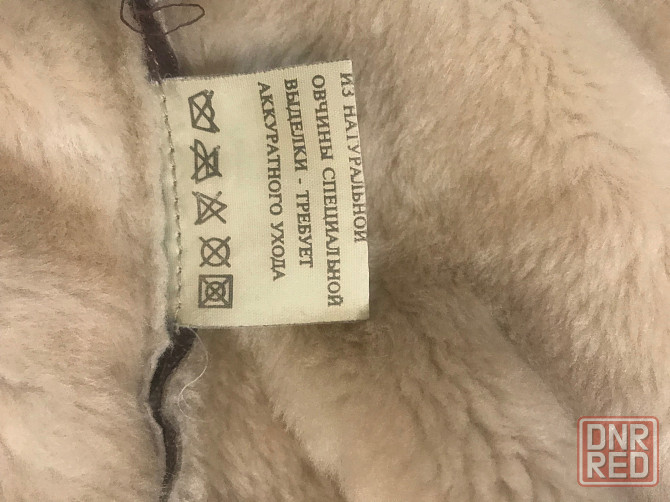 ИЗ НАТУРАЛЬНОЙ
ОВЧИНЫ СПЕЦИАЛЬНОЙ
ВЫДЕЛКИ - ТРЕБУЕТ
АККУРАТНОГО УХОДА
DNR
RED